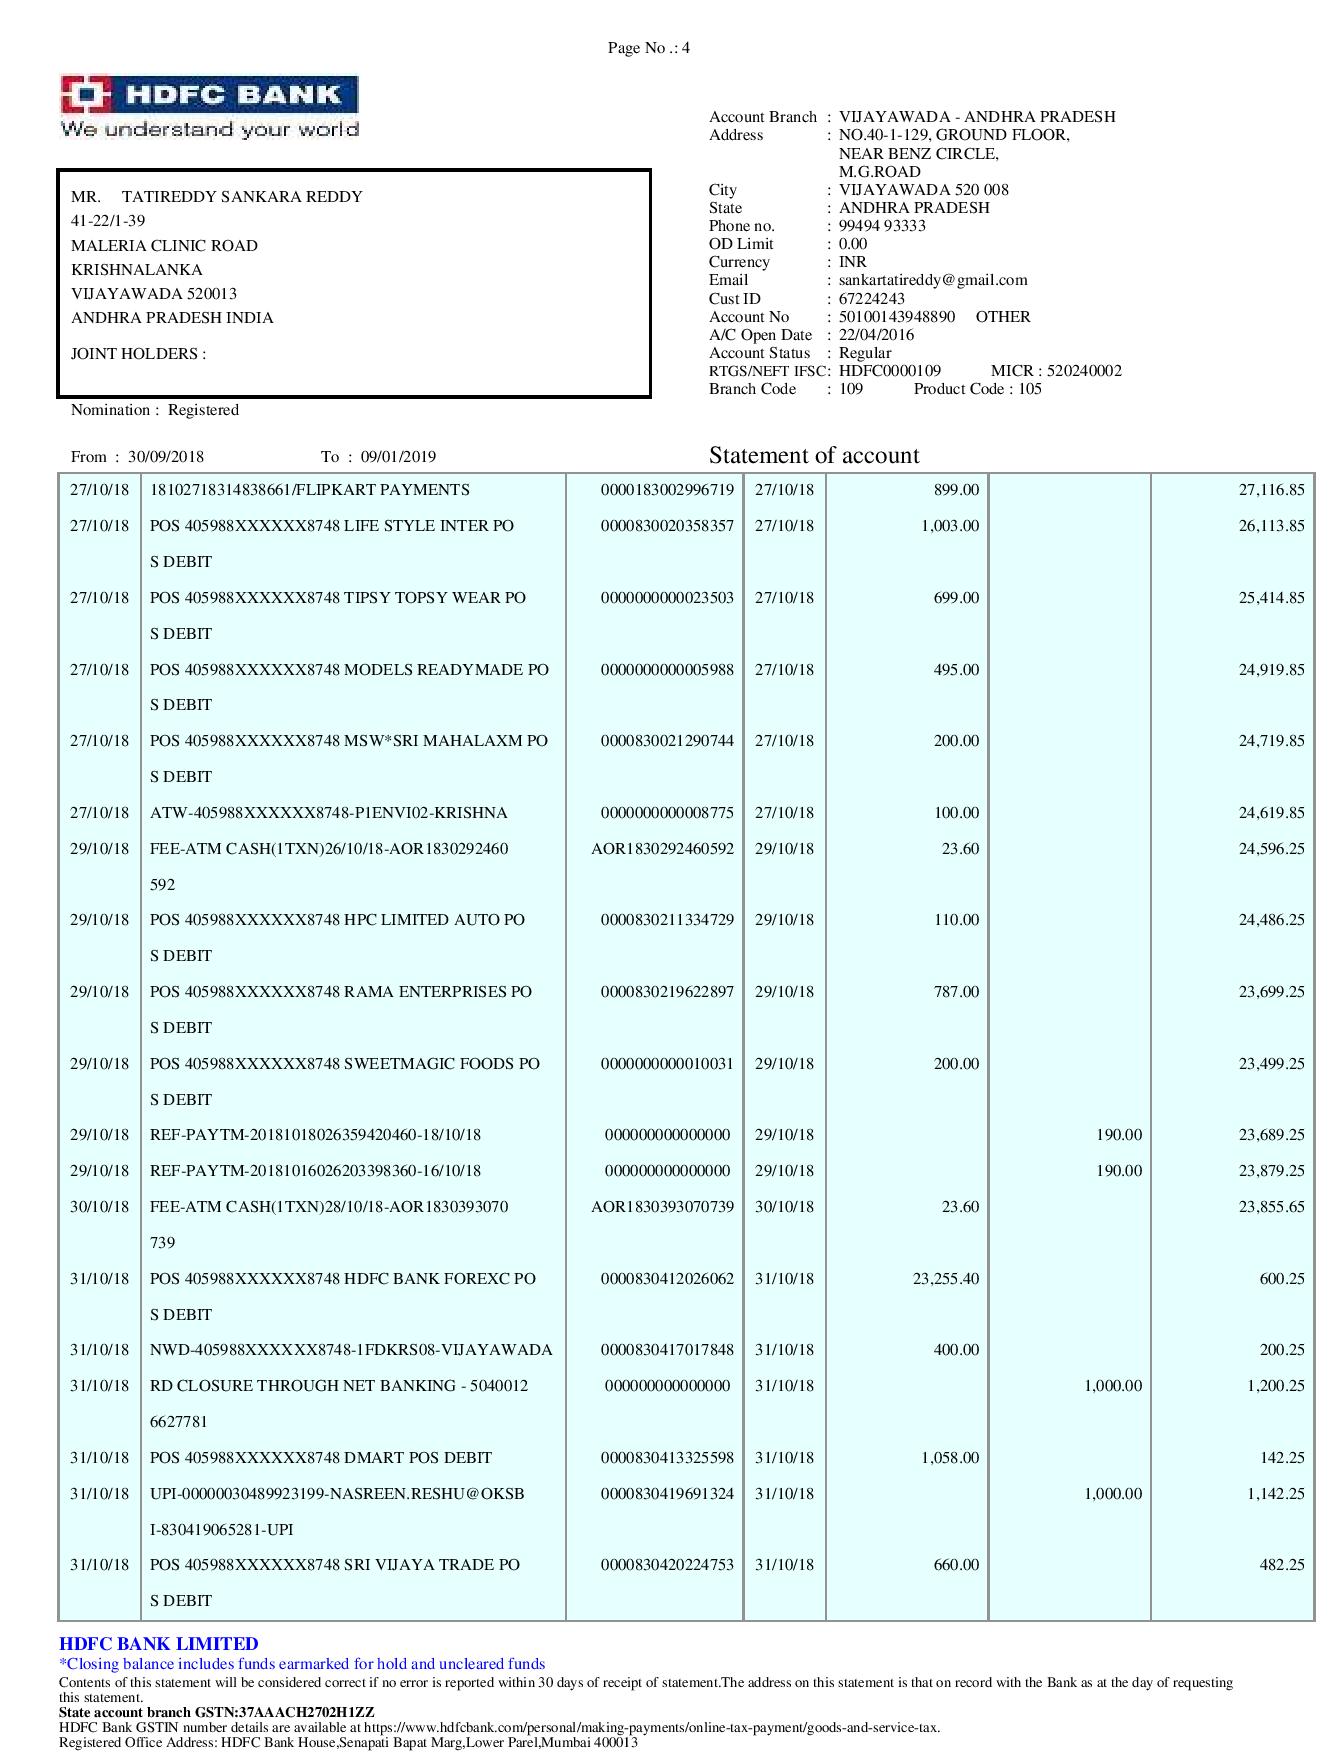 Page No .: 4
HDFC BANK
We understand your world
Account Branch : VIJAYAWADA - ANDHRA PRADESH
Address : NO.40-1-129, GROUND FLOOR,
NEAR BENZ CIRCLE,
M.G.ROAD
City : VIJAYAWADA 520 008
State : ANDHRA PRADESH
Phone no. : 99494 93333
OD Limit : 0.00
Currency : INR
Email : sankartatireddy@gmail.com
Cust ID : 67224243
Account No : 50100143948890 OTHER
A/C Open Date : 22/04/2016
Account Status : Regular
RTGS/NEFT IFSC: HDFC0000109 MICR : 520240002
Branch Code : 109 Product Code : 105
MR. TATIREDDY SANKARA REDDY
41-22/1-39
MALERIA CLINIC ROAD
KRISHNALANKA
VIJAYAWADA 520013
ANDHRA PRADESH INDIA
JOINT HOLDERS :
Nomination : Registered
From : 30/09/2018 To : 09/01/2019 Statement of account
27/10/18 18102718314838661/FLIPKART PAYMENTS 0000183002996719 27/10/18 899.00 27,116.85
27/10/18 POS 405988XXXXXX8748 LIFE STYLE INTER PO 0000830020358357 27/10/18 1,003.00 26,113.85
S DEBIT
27/10/18 POS 405988XXXXXX8748 TIPSY TOPSY WEAR PO 0000000000023503 27/10/18 699.00 25,414.85
S DEBIT
27/10/18 POS 405988XXXXXX8748 MODELS READYMADE PO 0000000000005988 27/10/18 495.00 24,919.85
S DEBIT
27/10/18 POS 405988XXXXXX8748 MSW*SRI MAHALAXM PO 0000830021290744 27/10/18 200.00 24,719.85
S DEBIT
27/10/18 ATW-405988XXXXXX8748-P1ENVI02-KRISHNA 0000000000008775 27/10/18 100.00 24,619.85
29/10/18 FEE-ATM CASH(1TXN)26/10/18-AOR1830292460 AOR1830292460592 29/10/18 23.60 24,596.25
592
29/10/18 POS 405988XXXXXX8748 HPC LIMITED AUTO PO 0000830211334729 29/10/18 110.00 24,486.25
S DEBIT
29/10/18 POS 405988XXXXXX8748 RAMA ENTERPRISES PO 0000830219622897 29/10/18 787.00 23,699.25
S DEBIT
29/10/18 POS 405988XXXXXX8748 SWEETMAGIC FOODS PO 0000000000010031 29/10/18 200.00 23,499.25
S DEBIT
29/10/18 REF-PAYTM-20181018026359420460-18/10/18 000000000000000 29/10/18 190.00 23,689.25
29/10/18 REF-PAYTM-20181016026203398360-16/10/18 000000000000000 29/10/18 190.00 23,879.25
30/10/18 FEE-ATM CASH(1TXN)28/10/18-AOR1830393070 AOR1830393070739 30/10/18 23.60 23,855.65
739
31/10/18 POS 405988XXXXXX8748 HDFC BANK FOREXC PO 0000830412026062 31/10/18 23,255.40 600.25
S DEBIT
31/10/18 NWD-405988XXXXXX8748-1FDKRS08-VIJAYAWADA 0000830417017848 31/10/18 400.00 200.25
31/10/18 RD CLOSURE THROUGH NET BANKING - 5040012 000000000000000 31/10/18 1,000.00 1,200.25
6627781
31/10/18 POS 405988XXXXXX8748 DMART POS DEBIT 0000830413325598 31/10/18 1,058.00 142.25
31/10/18 UPI-00000030489923199-NASREEN.RESHU@OKSB 0000830419691324 31/10/18 1,000.00 1,142.25
I-830419065281-UPI
31/10/18 POS 405988XXXXXX8748 SRI VIJAYA TRADE PO 0000830420224753 31/10/18 660.00 482.25
S DEBIT
HDFC BANK LIMITED
*Closing balance includes funds earmarked for hold and uncleared funds
Contents of this statement will be considered correct if no error is reported within 30 days of receipt of statement.The address on this statement is that on record with the Bank as at the day of requesting
this statement.
State account branch GSTN:37AAACH2702H1ZZ
HDFC Bank GSTIN number details are available at https://www.hdfcbank.com/personal/making-payments/online-tax-payment/goods-and-service-tax.
Registered Office Address: HDFC Bank House,Senapati Bapat Marg,Lower Parel,Mumbai 400013